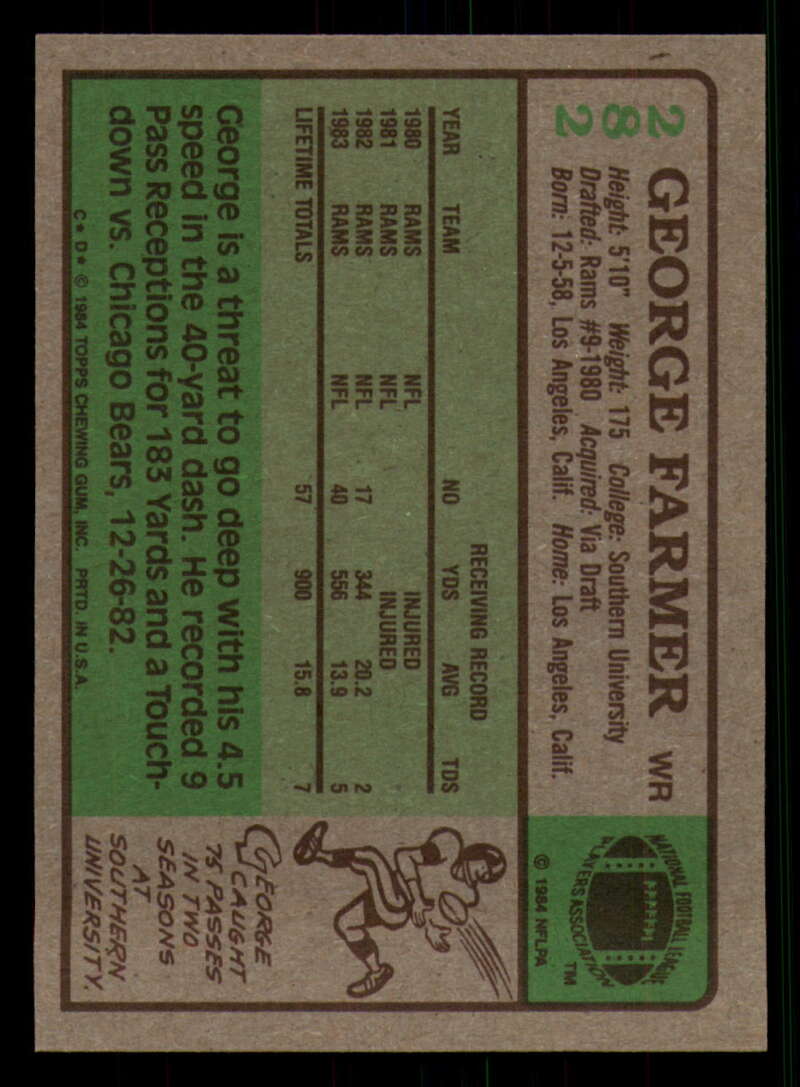 282
GEORGE FARMER WR
Height: 5'10" Weight: 175 College: Southern University
Drafted: Rams #9-1980 Acquired: Via Draft
Born: 12-5-58, Los Angeles, Calif. Home: Los Angeles, Calif.
NATIONAL FOOTBALL LEAGUE
PLAYERS ASSOCIATION
TM
© 1984 NFLPA
RECEIVING RECORD
YEAR TEAM NO YDS AVG TDS
1980 RAMS NFL INJURED
1981 RAMS NFL INJURED
1982 RAMS NFL 17 344 20.2 2
1983 RAMS NFL 40 556 13.9 5
LIFETIME TOTALS 57 900 15.8 7
George is a threat to go deep with his 4.5
speed in the 40-yard dash. He recorded 9
Pass Receptions for 183 Yards and a Touch-
down vs. Chicago Bears, 12-26-82.
C★D★ © 1984 TOPPS CHEWING GUM, INC. PRTD. IN U.S.A.
GEORGE
CAUGHT
75 PASSES
IN TWO
SEASONS
AT
SOUTHERN
UNIVERSITY.